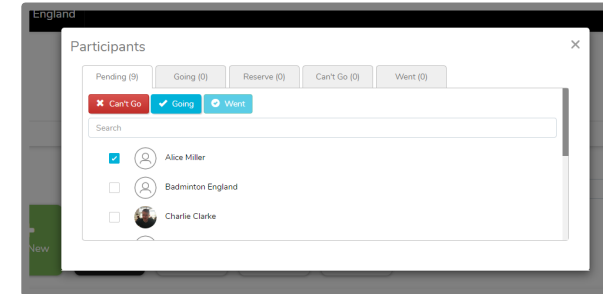 England
Participants
Pending (9) Going (0) Reserve (0) Can't Go (0) Went (0)
Can't Go Going Went
Search
Alice Miller
Badminton England
Charlie Clarke
New